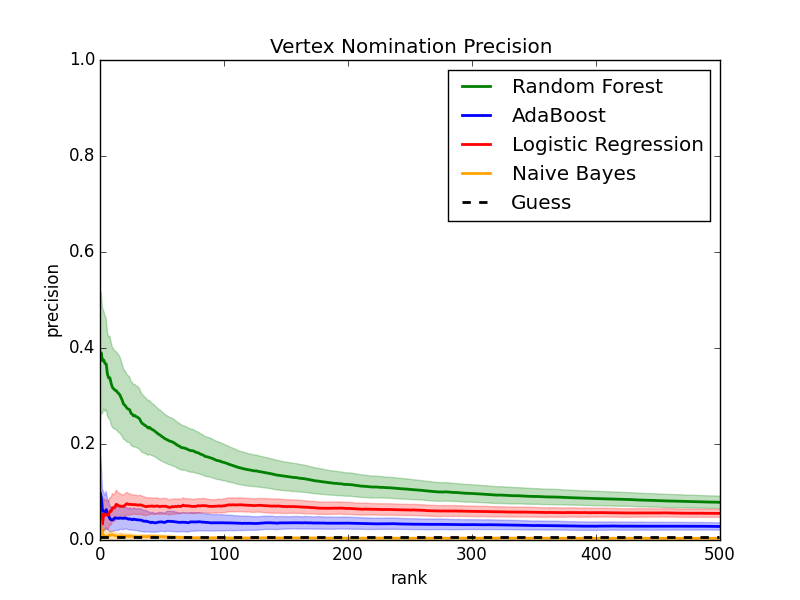 Vertex Nomination Precision
1.0
0.8
0.6
0.4
0.2
0.0
precision
Random Forest
AdaBoost
Logistic Regression
Naive Bayes
Guess
0 100 200 300 400 500
rank